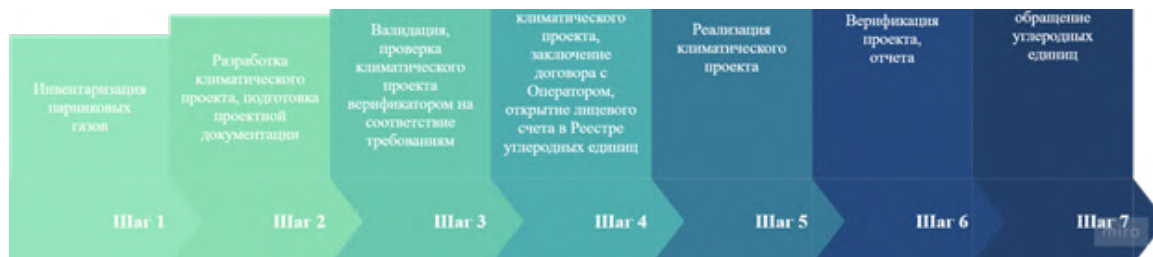 Инвентаризация
парниковых
газов
Разработка
климатического
проекта, подготовка
проектной
документации
Валидация,
проверка
климатического
проекта
верификатором на
соответствие
требованиям
климатического
проекта,
заключение
договора с
Оператором,
открытие лицевого
счета в Реестре
углеродных единиц
Реализация
климатического
проекта
Верификация
проекта,
отчета
обращение
углеродных
единиц
Шаг 1
Шаг 2
Шаг 3
Шаг 4
Шаг 5
Шаг 6
Шаг 7
miro